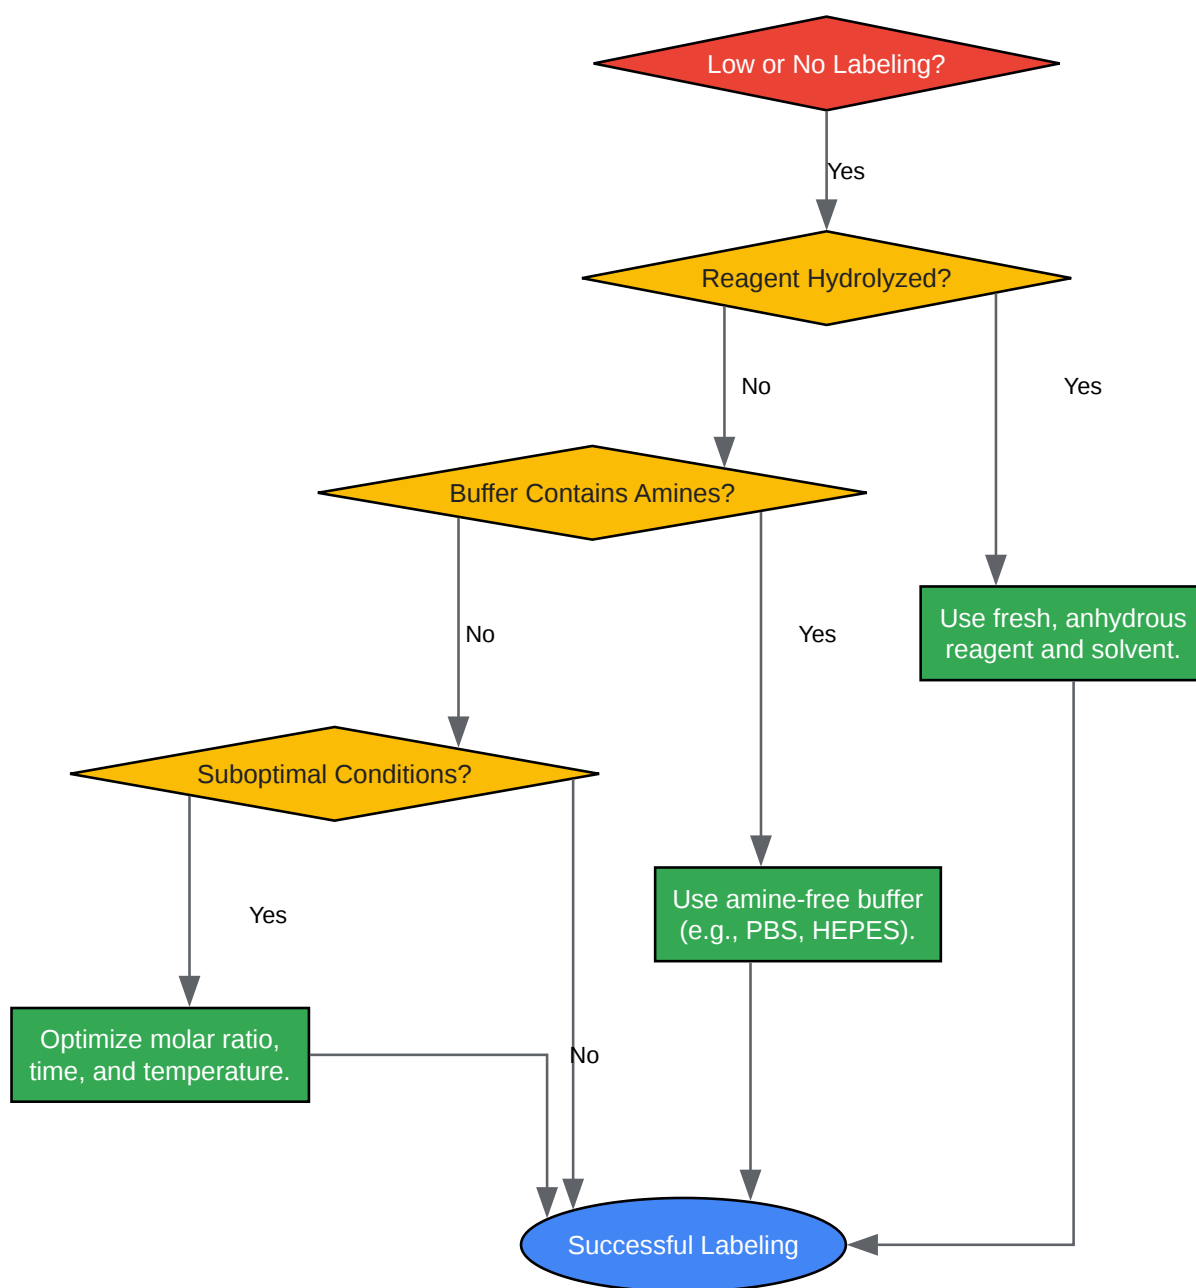 Low or No Labeling?
Yes
Reagent Hydrolyzed?
No
Yes
Buffer Contains Amines?
No
Yes
Use fresh, anhydrous
reagent and solvent.
Suboptimal Conditions?
Yes
Use amine-free buffer
(e.g., PBS, HEPES).
Optimize molar ratio,
time, and temperature.
No
Successful Labeling